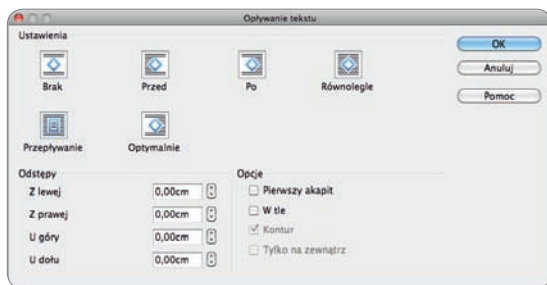 Opływanie tekstu
Ustawienia
Brak
Przed
Po
Równolegle
Przepływanie
Optymalnie
OK
Anuluj
Pomoc
Odstępy
Z lewej 0,00cm
Z prawej 0,00cm
U góry 0,00cm
U dołu 0,00cm
Opcje
Pierwszy akapit
W tle
Kontur
Tylko na zewnątrz